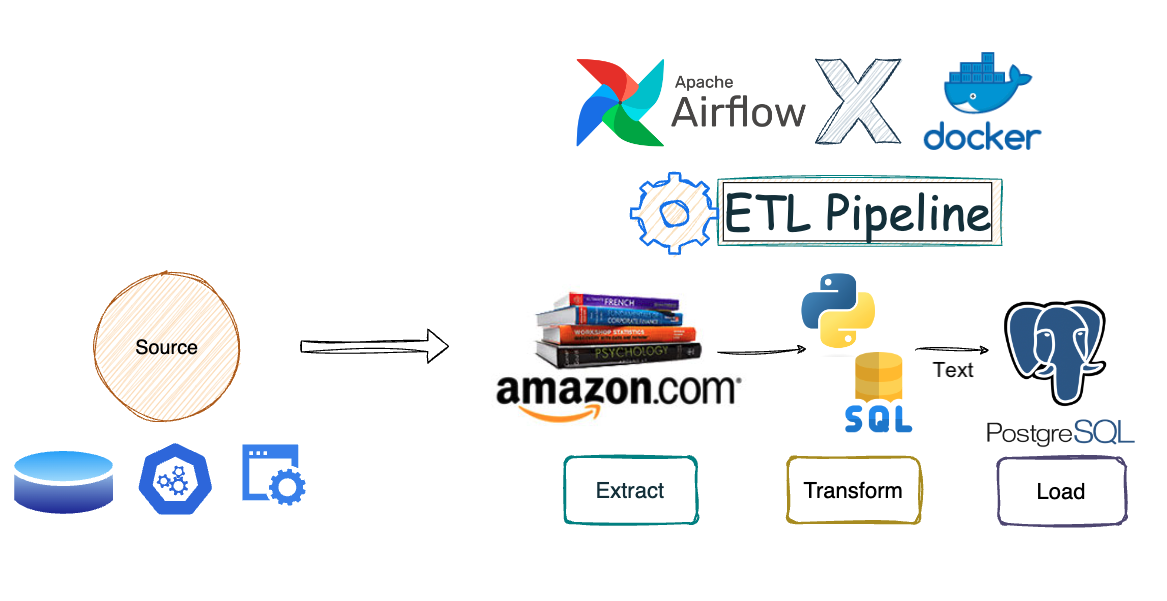 Apache
Airflow
X
docker
ETL Pipeline
Source
FRENCH
CORPORATE FINANCE
WORKSHOP STATISTICS
PSYCHOLOGY
amazon.com
SQL
Text
PostgreSQL
Extract
Transform
Load